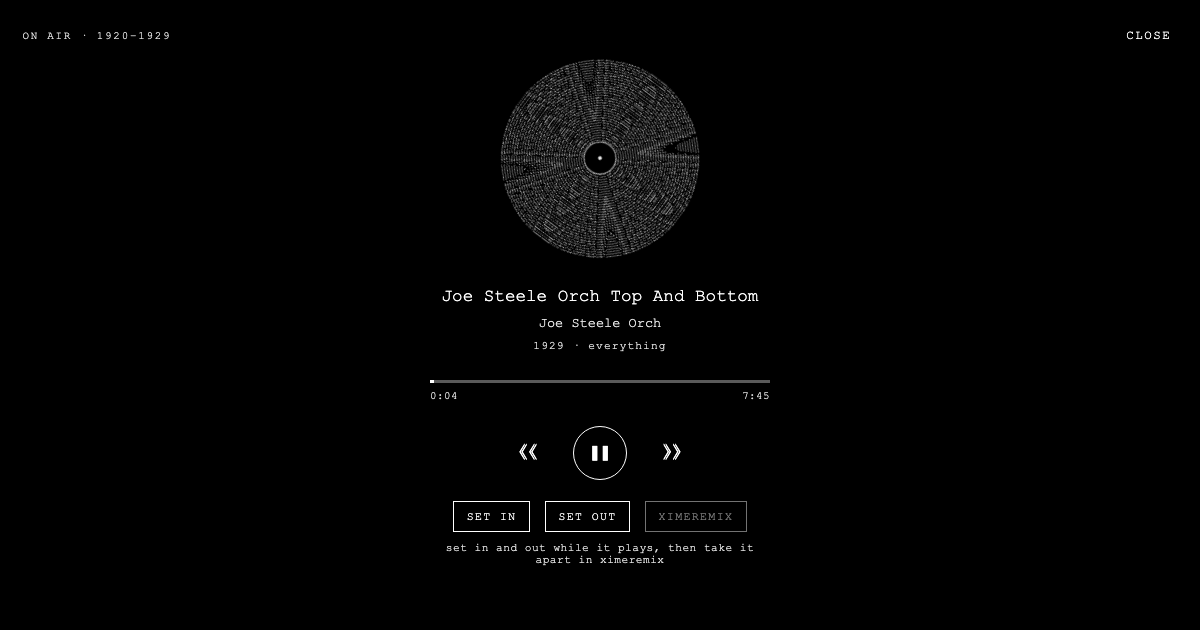 ON AIR · 1920–1929
CLOSE
Joe Steele Orch Top And Bottom
Joe Steele Orch
1929 · everything
0:04
7:45
SET IN
SET OUT
XIMEREMIX
set in and out while it plays, then take it
apart in ximeremix